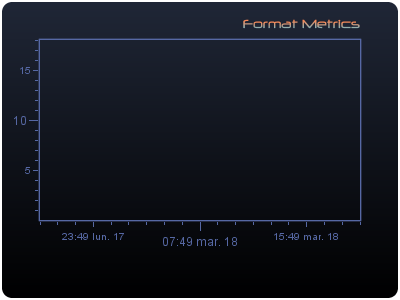 Format Metrics
15
10
5
23:49 lun. 17
07:49 mar. 18
15:49 mar. 18